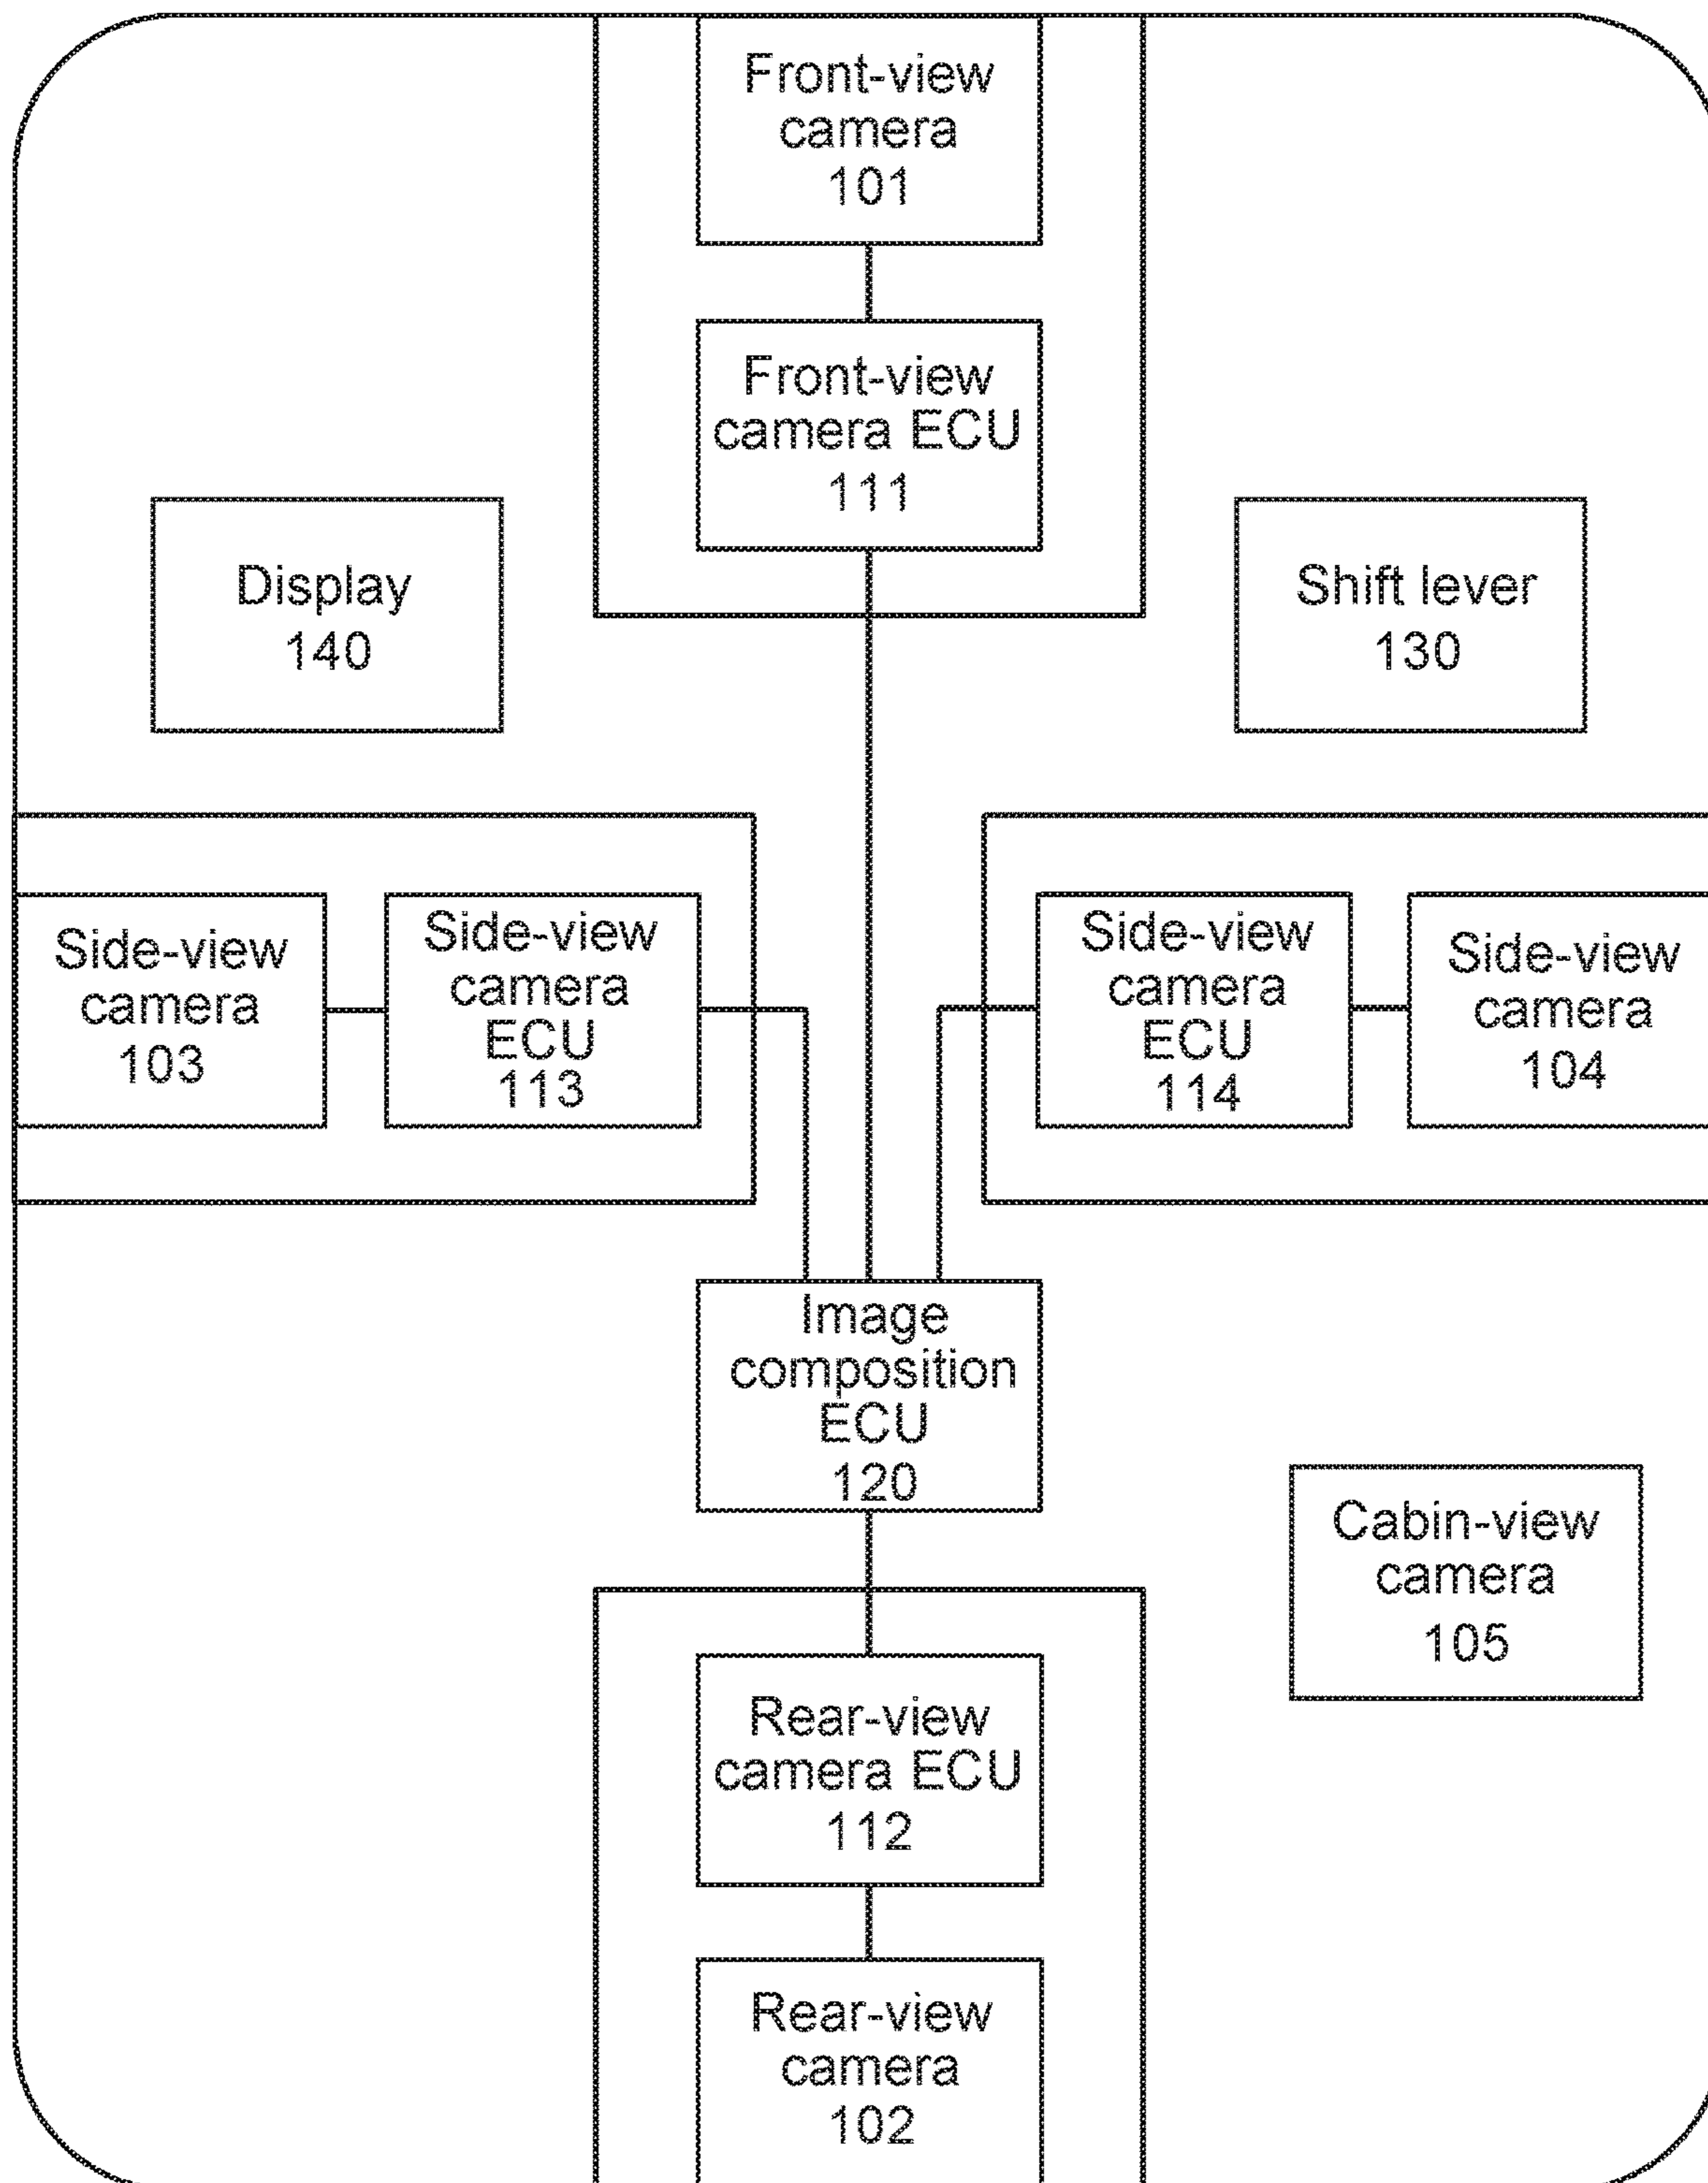 Front-view
camera
101
Front-view
camera ECU
111
Display
140
Shift lever
130
Side-view
camera
103
Side-view
camera
ECU
113
Side-view
camera
ECU
114
Side-view
camera
104
Image
composition
ECU
120
Cabin-view
camera
105
Rear-view
camera ECU
112
Rear-view
camera
102